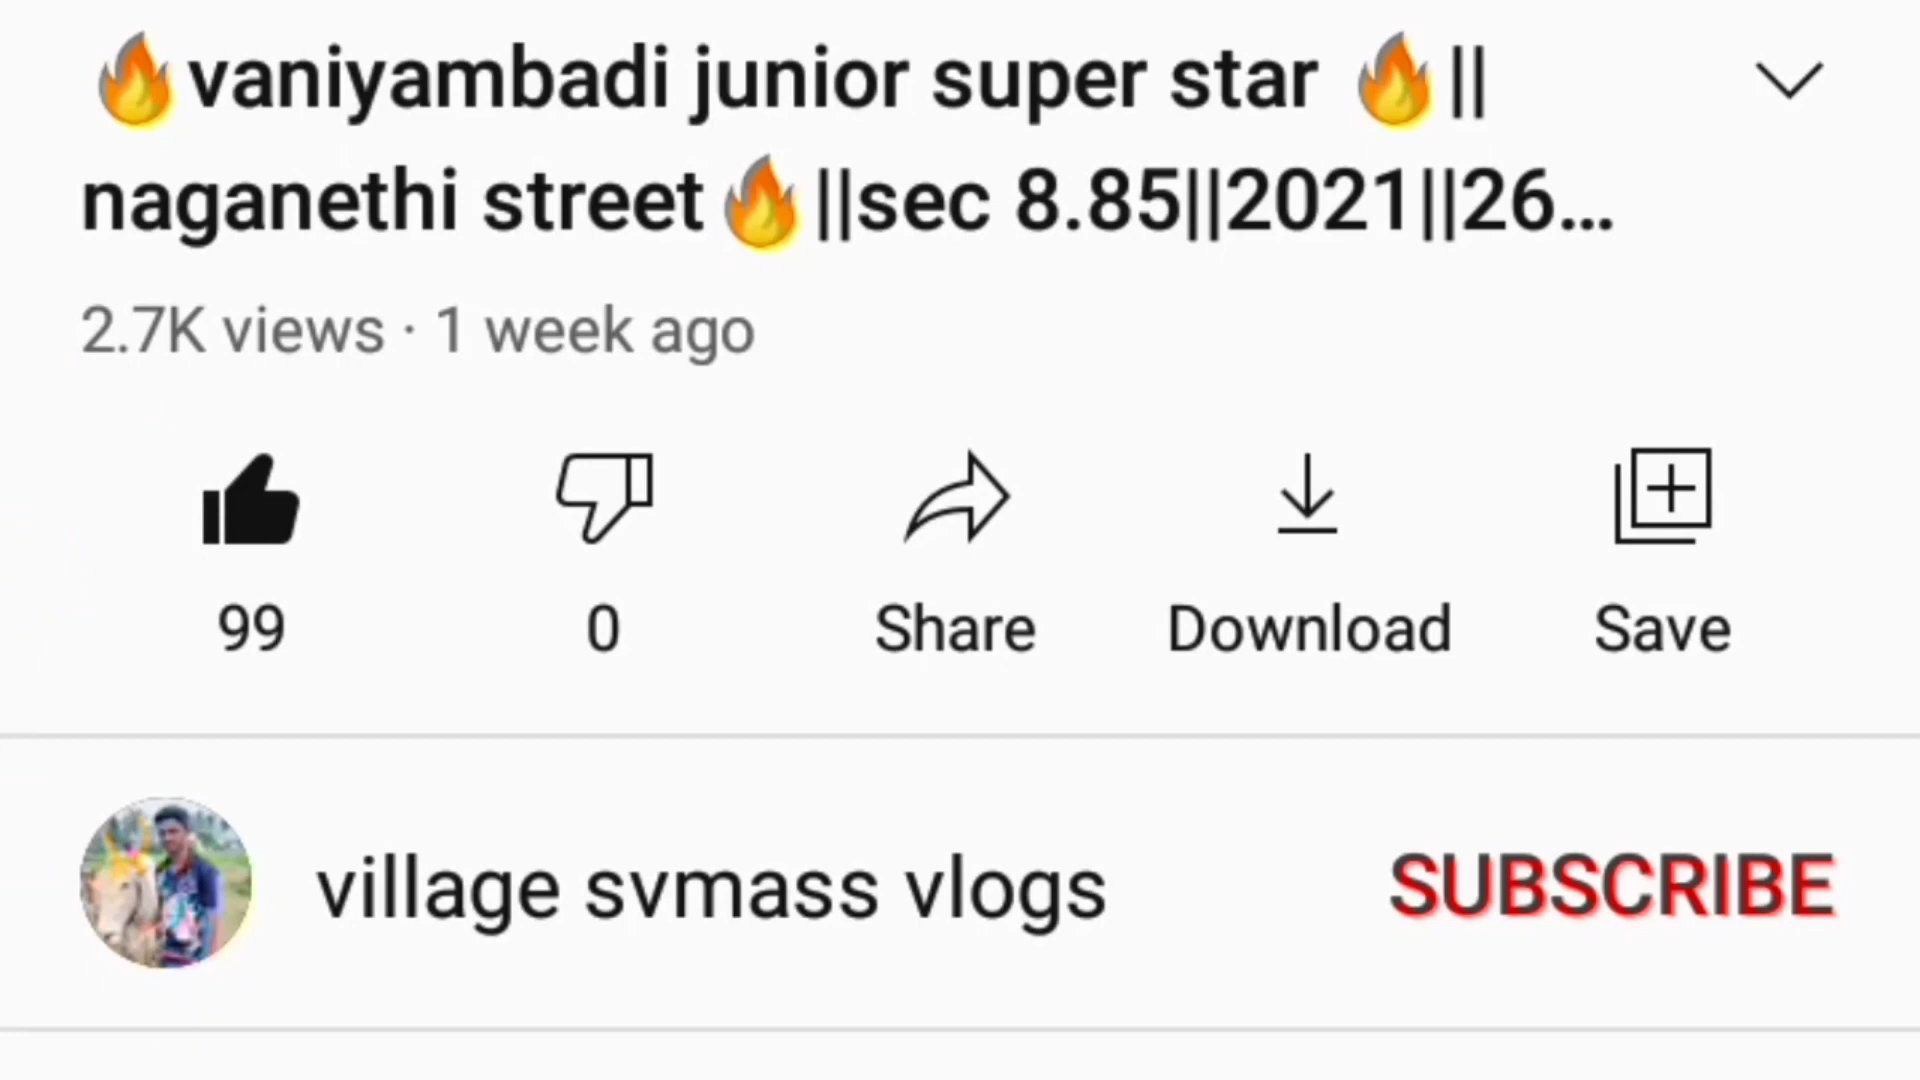 🔥vaniyambadi junior super star 🔥||
naganethi street🔥||sec 8.85||2021||26...
2.7K views · 1 week ago
99 0 Share Download Save
village svmass vlogs SUBSCRIBE